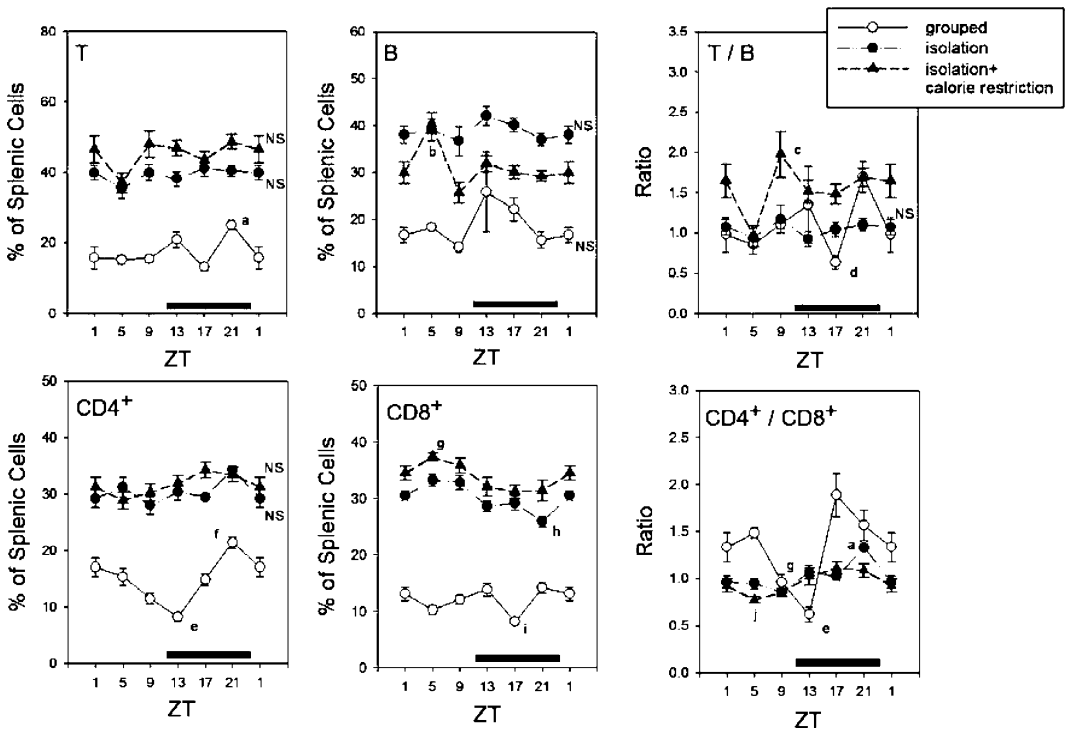 grouped
isolation
isolation+
calorie restriction
T
% of Splenic Cells
80
60
40
20
0
NS
NS
a
1 5 9 13 17 21 1
ZT
B
% of Splenic Cells
60
50
40
30
20
10
0
b
NS
NS
1 5 9 13 17 21 1
ZT
T / B
Ratio
3.5
3.0
2.5
2.0
1.5
1.0
0.5
0.0
c
NS
d
1 5 9 13 17 21 1
ZT
CD4+
% of Splenic Cells
50
40
30
20
10
0
NS
NS
f
e
1 5 9 13 17 21 1
ZT
CD8+
% of Splenic Cells
50
40
30
20
10
0
g
h
i
1 5 9 13 17 21 1
ZT
CD4+ / CD8+
Ratio
3.0
2.5
2.0
1.5
1.0
0.5
0.0
a
g
j
e
1 5 9 13 17 21 1
ZT